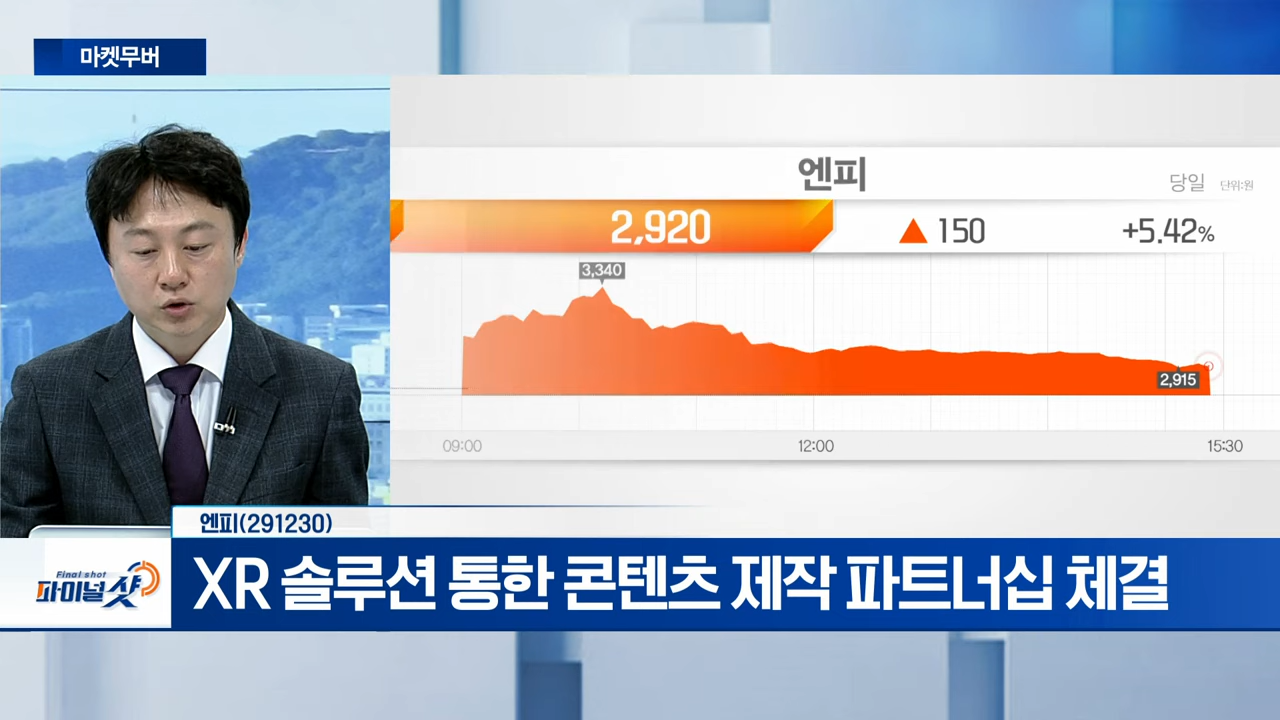 마켓무버
엔피
당일 단위:원
2,920 ▲ 150 +5.42%
3,340
2,915
09:00 12:00 15:30
엔피(291230)
Final shot
파이널샷
XR 솔루션 통한 콘텐츠 제작 파트너십 체결